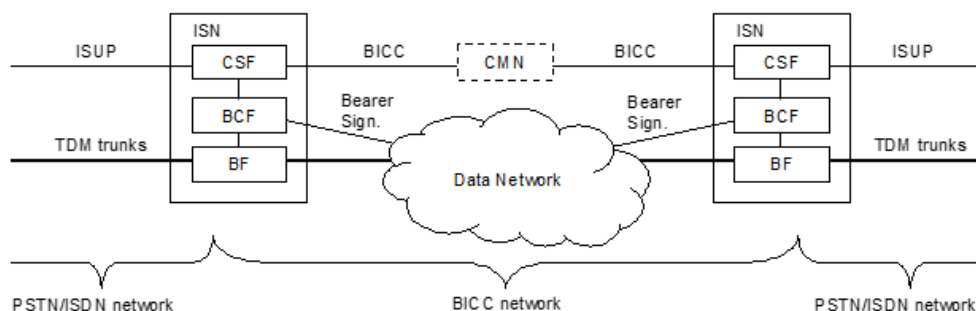 ISN
ISN
ISUP
CSF
BICC
CMN
BICC
CSF
ISUP
BCF
Bearer
Sign.
Bearer
Sign.
BCF
TDM trunks
BF
Data Network
BF
TDM trunks
PSTN/ISDN network
BICC network
PSTN/ISDN network